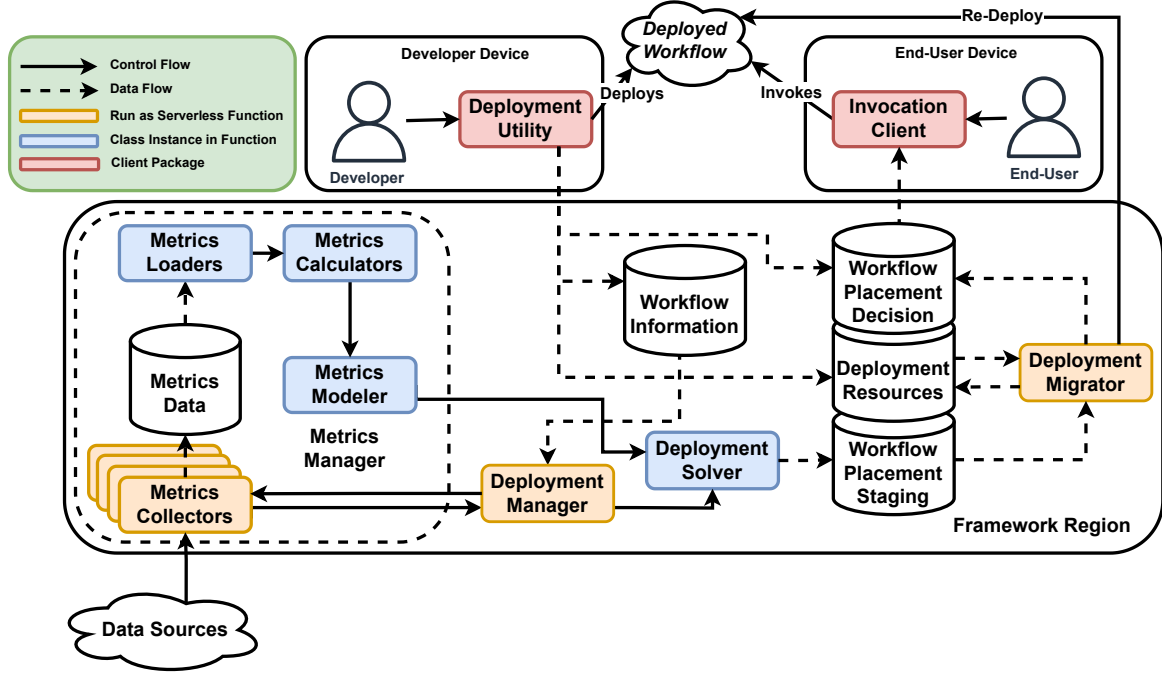 Control Flow
Data Flow
Run as Serverless Function
Class Instance in Function
Client Package
Developer Device
Developer
Deployment
Utility
Deploys
Deployed
Workflow
Invokes
Re-Deploy
End-User Device
Invocation
Client
End-User
Metrics
Loaders
Metrics
Calculators
Metrics
Data
Metrics
Modeler
Metrics
Manager
Metrics
Collectors
Workflow
Information
Deployment
Manager
Deployment
Solver
Workflow
Placement
Decision
Deployment
Resources
Workflow
Placement
Staging
Deployment
Migrator
Framework Region
Data Sources